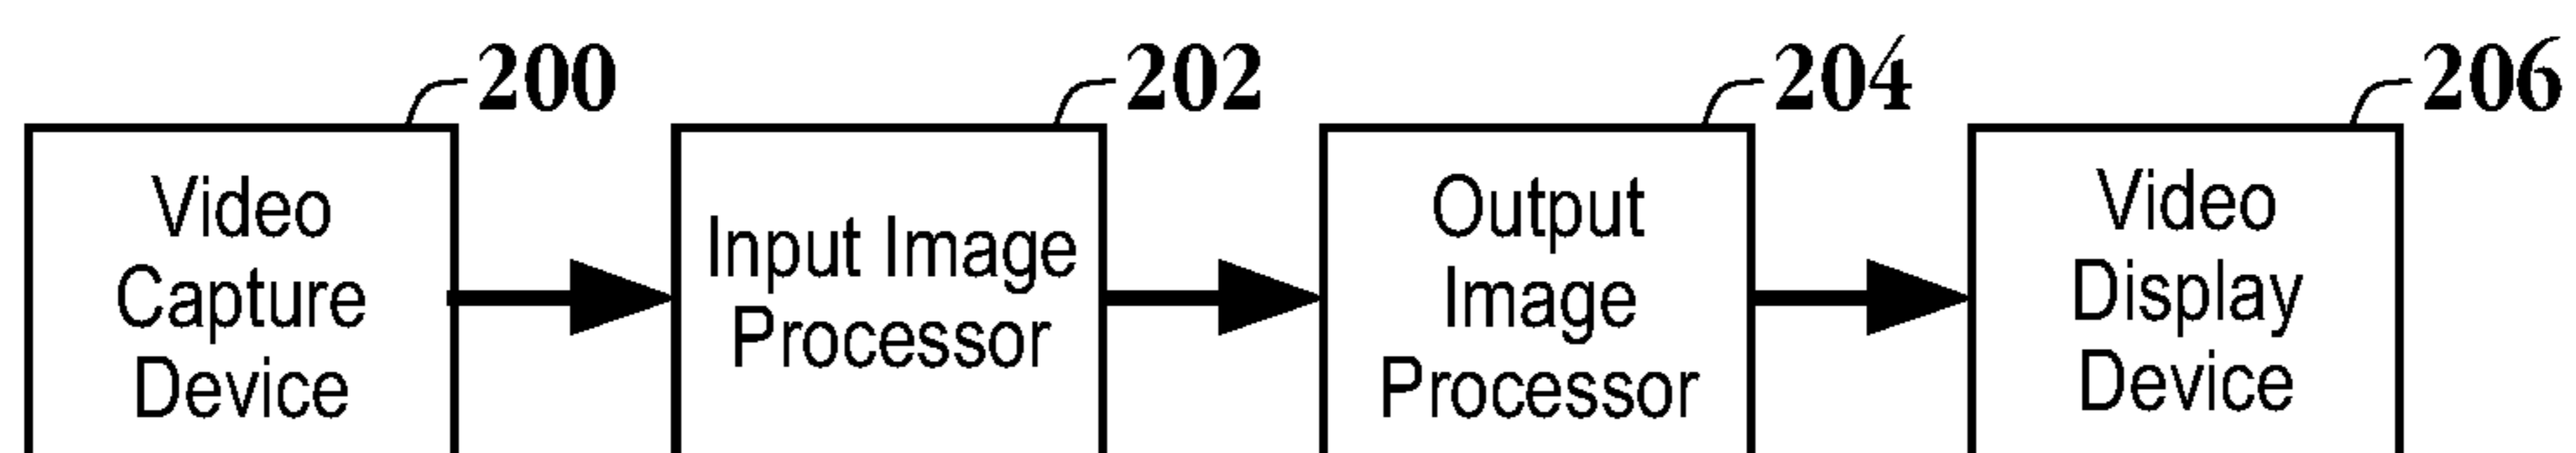 200
Video
Capture
Device
202
Input Image
Processor
204
Output
Image
Processor
206
Video
Display
Device